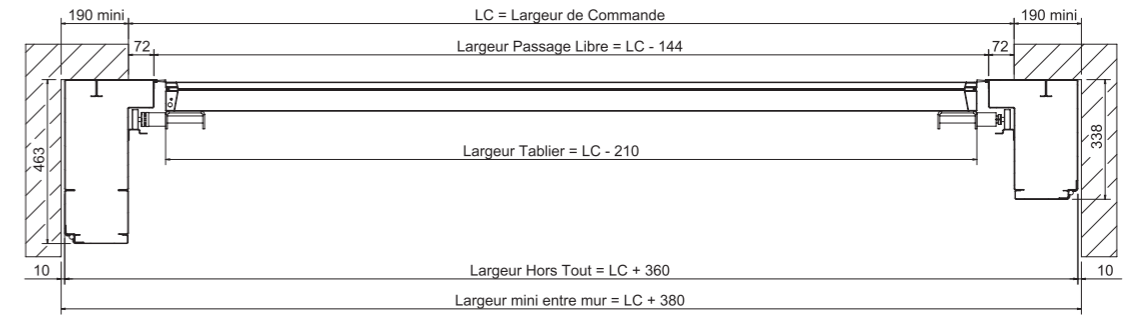 190 mini
LC = Largeur de Commande
190 mini
72
Largeur Passage Libre = LC - 144
72
463
338
Largeur Tablier = LC - 210
10
Largeur Hors Tout = LC + 360
10
Largeur mini entre mur = LC + 380